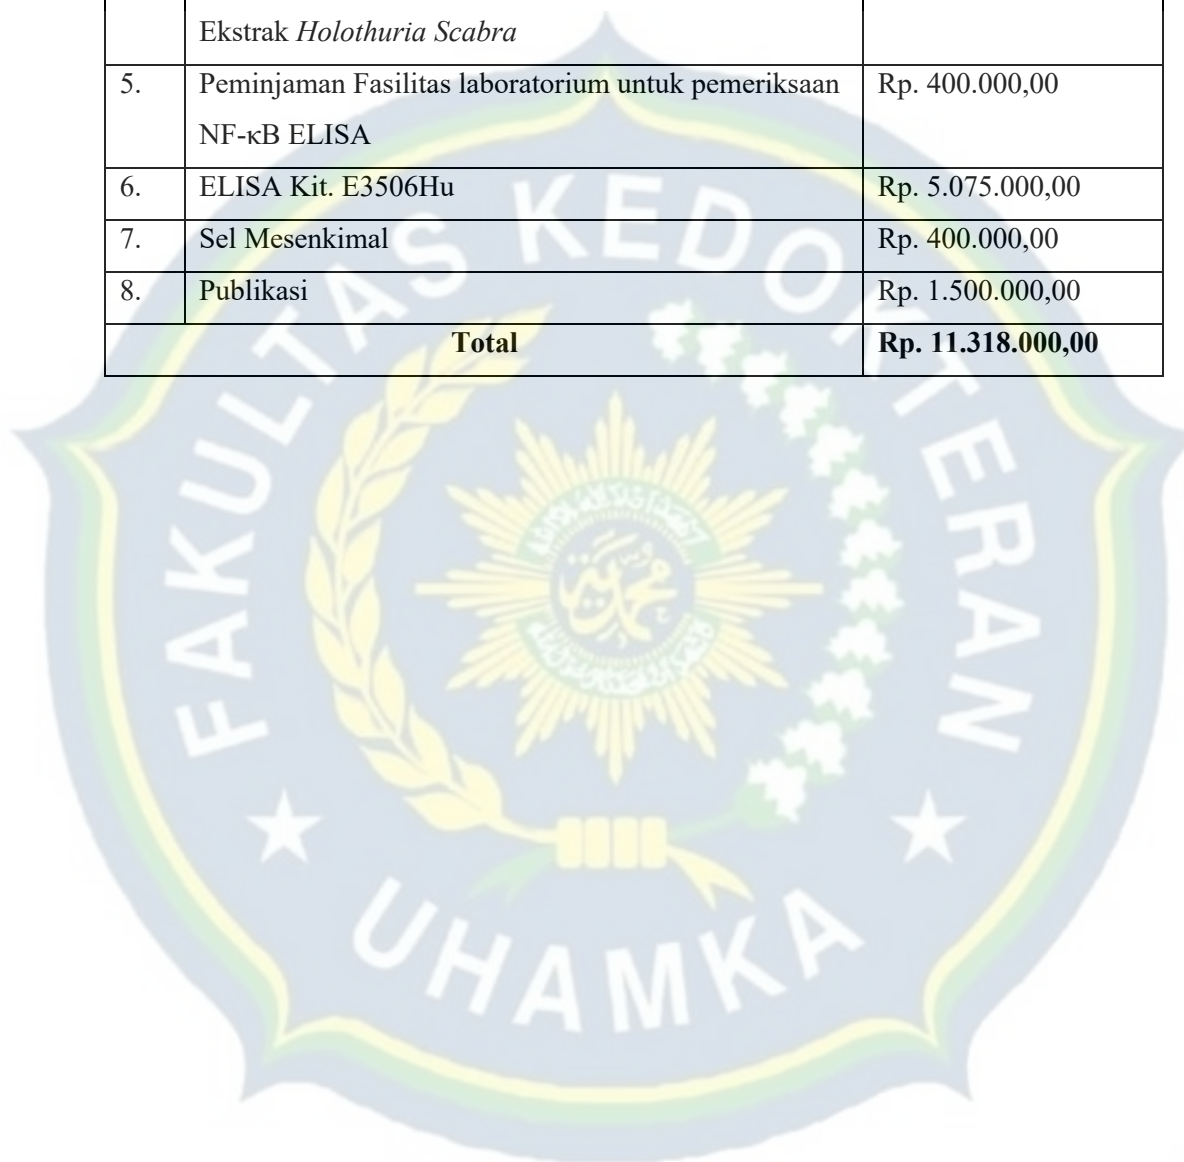 Ekstrak Holothuria Scabra
5. Peminjaman Fasilitas laboratorium untuk pemeriksaan Rp. 400.000,00
NF-κB ELISA
6. ELISA Kit. E3506Hu Rp. 5.075.000,00
7. Sel Mesenkimal Rp. 400.000,00
8. Publikasi Rp. 1.500.000,00
Total Rp. 11.318.000,00
FAKULTAS KEDOKTERAN
محمدية
UHAMKA